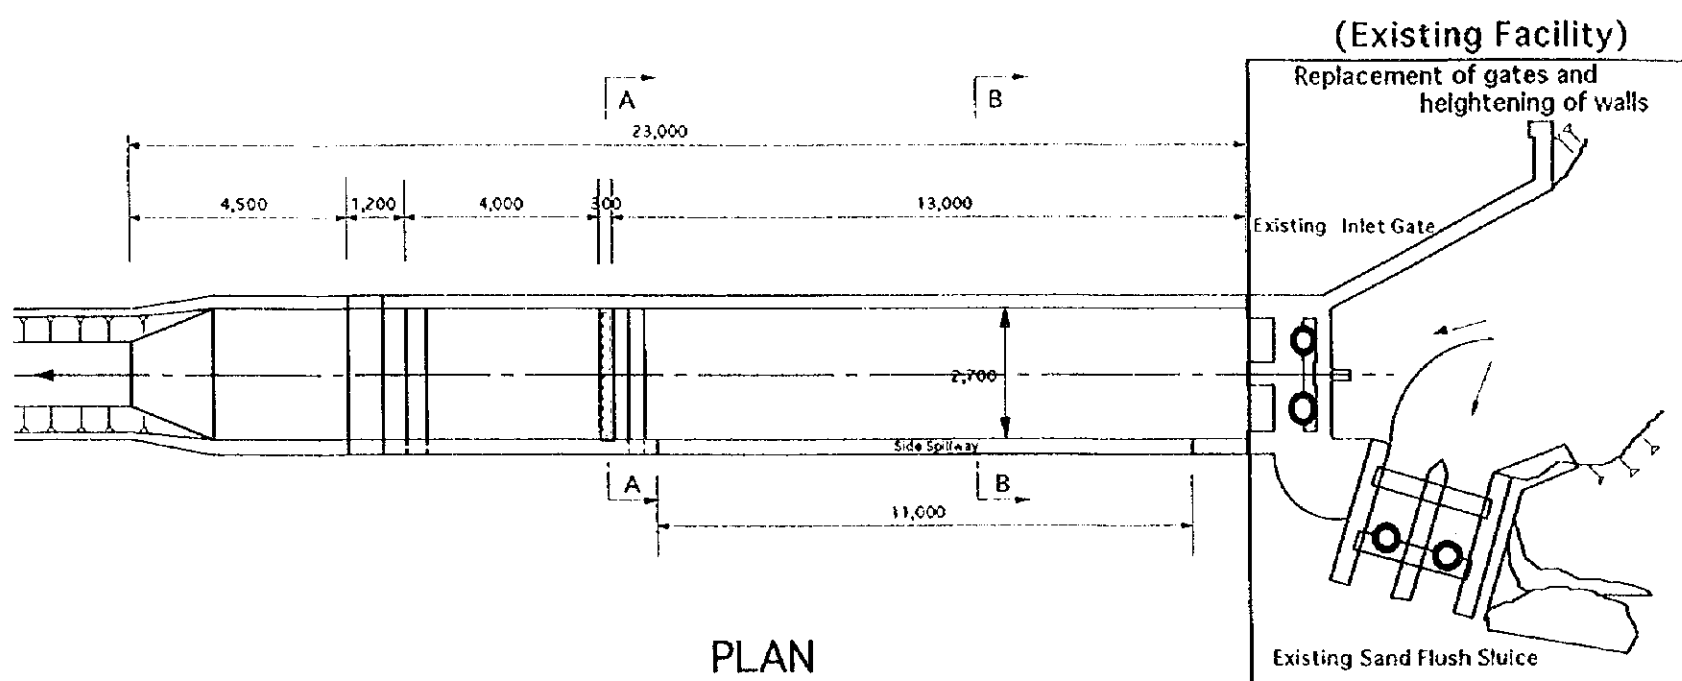 (Existing Facility)
Replacement of gates and
heightening of walls
A
B
23,000
4,500
1,200
4,000
300
13,000
Existing Inlet Gate
2,700
Side Spillway
A
B
11,000
PLAN
Existing Sand Flush Sluice